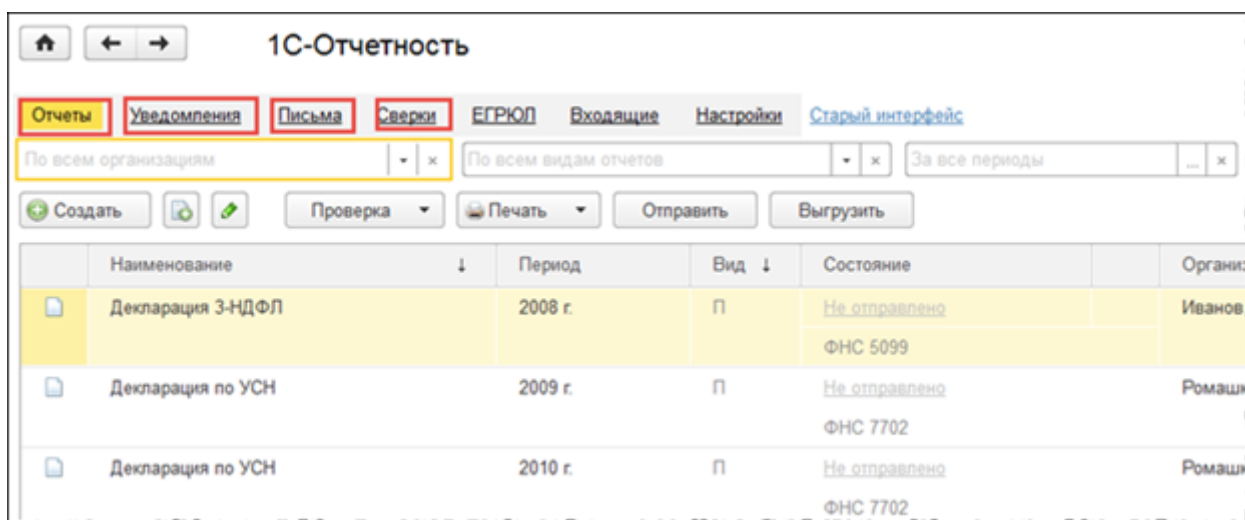 1С-Отчетность
Отчеты Уведомления Письма Сверки ЕГРЮЛ Входящие Настройки Старый интерфейс
По всем организациям По всем видам отчетов За все периоды ...
Создать Проверка Печать Отправить Выгрузить
Наименование ↓ Период Вид ↓ Состояние Органи
Декларация 3-НДФЛ 2008 г. П Не отправлено Иванов
ФНС 5099
Декларация по УСН 2009 г. П Не отправлено Ромашк
ФНС 7702
Декларация по УСН 2010 г. П Не отправлено Ромашк
ФНС 7702